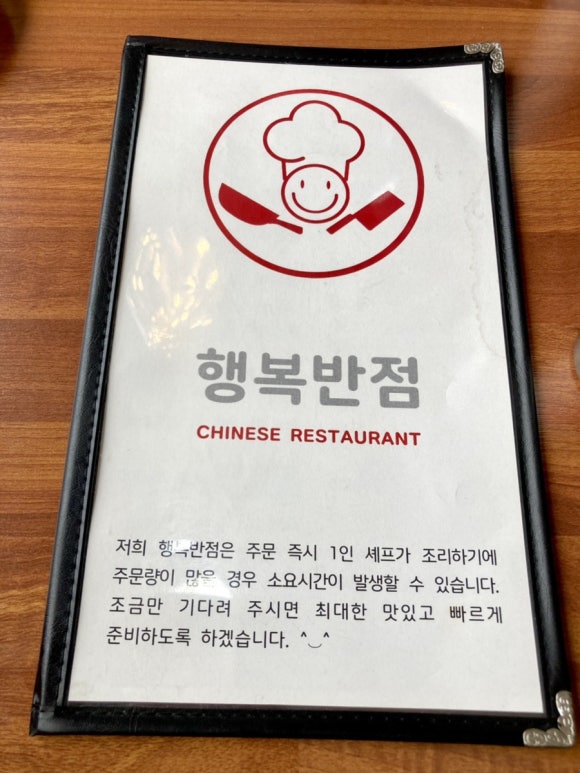 행복반점
CHINESE RESTAURANT
저희 행복반점은 주문 즉시 1인 셰프가 조리하기에
주문량이 많을 경우 소요시간이 발생할 수 있습니다.
조금만 기다려 주시면 최대한 맛있고 빠르게
준비하도록 하겠습니다. ^‿^